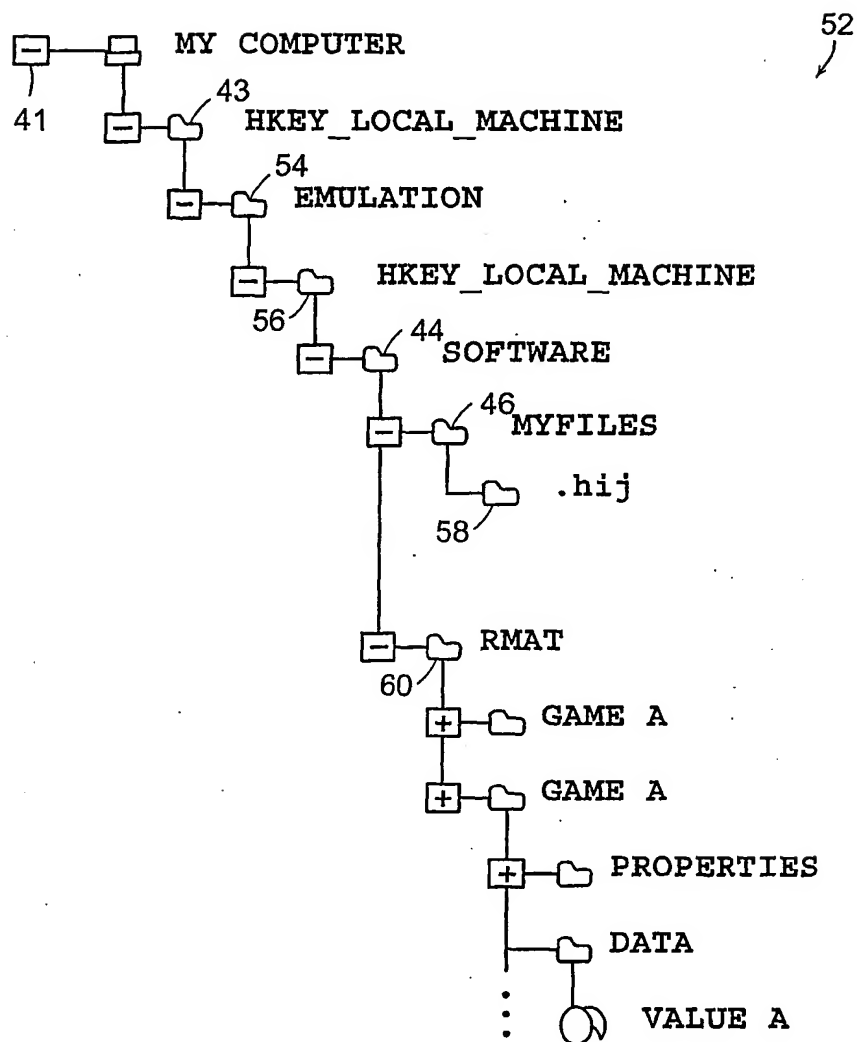 52
MY COMPUTER
41
43
HKEY_LOCAL_MACHINE
54
EMULATION
HKEY_LOCAL_MACHINE
56
44
SOFTWARE
46
MYFILES
.hij
58
RMAT
60
+ GAME A
+ GAME A
+ PROPERTIES
DATA
VALUE A